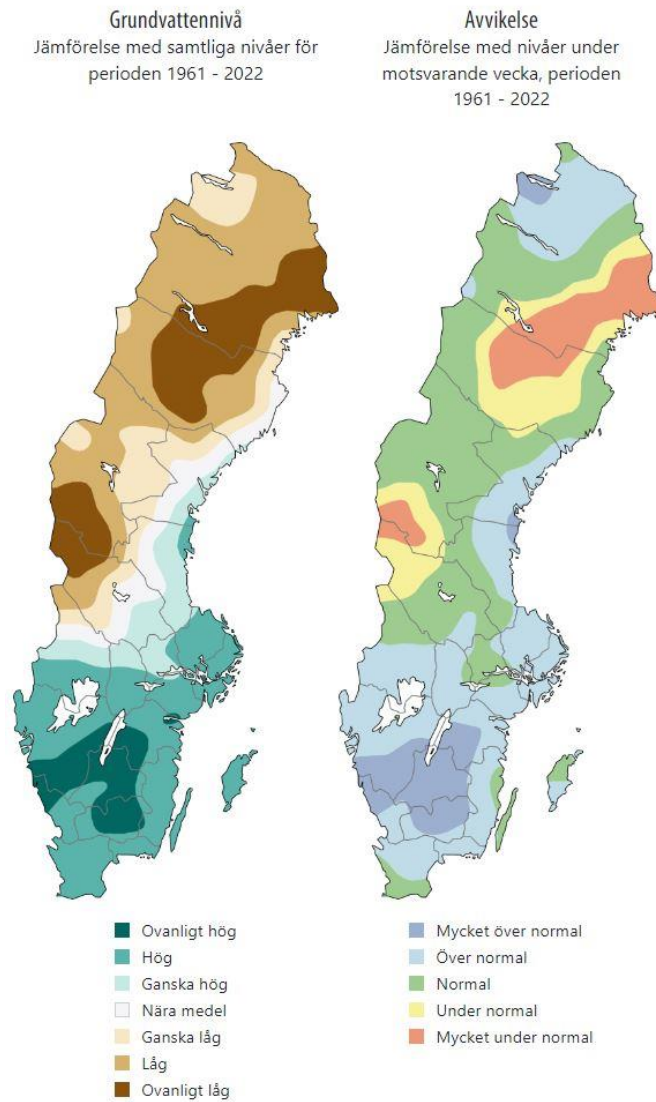 Grundvattennivå
Jämförelse med samtliga nivåer för
perioden 1961 - 2022
Avvikelse
Jämförelse med nivåer under
motsvarande vecka, perioden
1961 - 2022
Ovanligt hög
Hög
Ganska hög
Nära medel
Ganska låg
Låg
Ovanligt låg
Mycket över normal
Över normal
Normal
Under normal
Mycket under normal